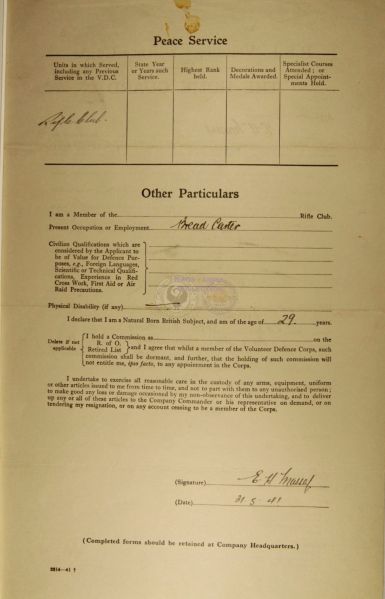 Peace Service
Units in which Served, including any Previous Service in the V.D.C.
State Year or Years such Service.
Highest Rank held.
Decorations and Medals Awarded.
Specialist Courses Attended; or Special Appointments Held.
Rifle Club.
Other Particulars
I am a Member of the Rifle Club.
Present Occupation or Employment Bread Carter
Civilian Qualifications which are
considered by the Applicant to
be of Value for Defence Pur-
poses, e.g., Foreign Languages,
Scientific or Technical Qualifi-
cations, Experience in Red
Cross Work, First Aid or Air
Raid Precautions.
Physical Disability (if any)
I declare that I am a Natural Born British Subject, and am of the age of 29 years.
Delete if not applicable
I hold a Commission as on the
R. of O.
Retired List
and I agree that whilst a member of the Volunteer Defence Corps, such
commission shall be dormant, and further, that the holding of such commission will
not entitle me, ipso facto, to any appointment in the Corps.
I undertake to exercise all reasonable care in the custody of any arms, equipment, uniform
or other articles issued to me from time to time, and not to part with them to any unauthorised person;
to make good any loss or damage occasioned by my non-observance of this undertaking, and to deliver
up any or all of these articles to the Company Commander or his representative on demand, or on
tendering my resignation, or on any account ceasing to be a member of the Corps.
(Signature) E H
(Date) 31-5-41
(Completed forms should be retained at Company Headquarters.)